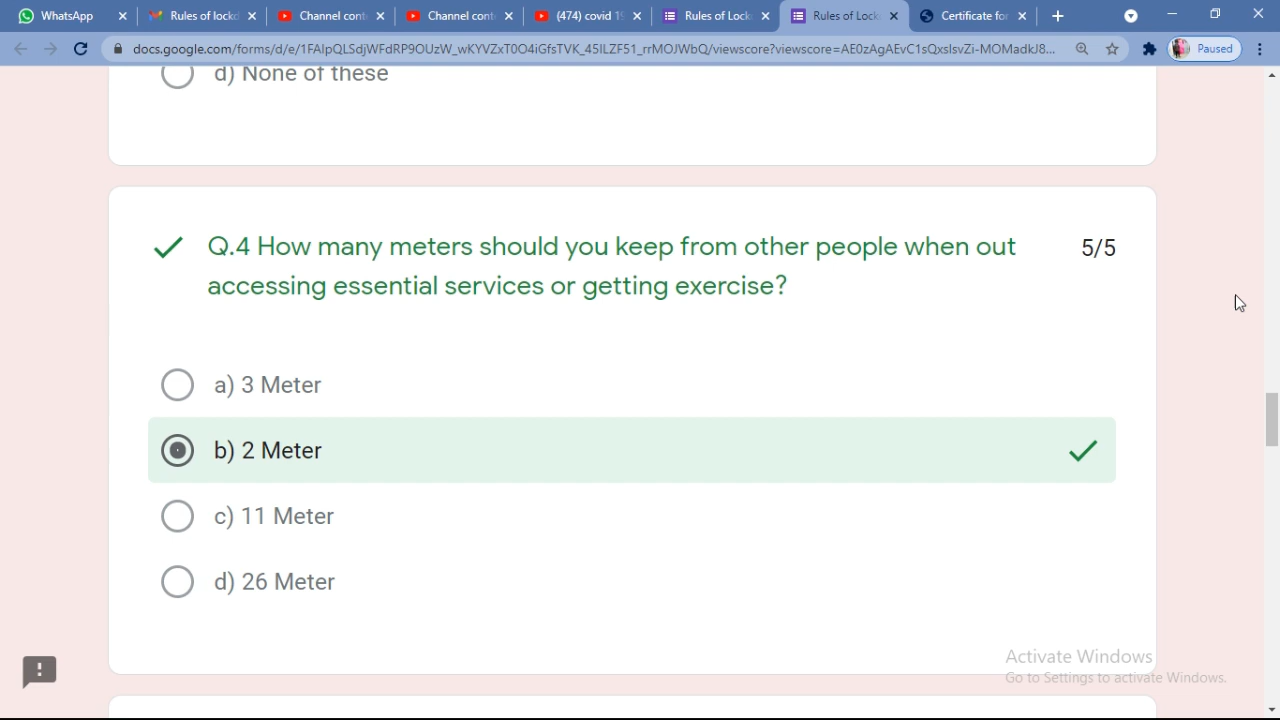 WhatsApp
Rules of lockd
Channel cont
Channel cont
(474) covid 19
Rules of Lock
Rules of Lock
Certificate fo
docs.google.com/forms/d/e/1FAIpQLSdjWFdRP9OUzW_wKYVZxT0O4iGfsTVK_45ILZF51_rrMOJWbQ/viewscore?viewscore=AE0zAgAEvC1sQxslsvZi-MOMadkJ8...
Paused
d) None of these
Q.4 How many meters should you keep from other people when out
accessing essential services or getting exercise?
5/5
a) 3 Meter
b) 2 Meter
c) 11 Meter
d) 26 Meter
Activate Windows
Go to Settings to activate Windows.